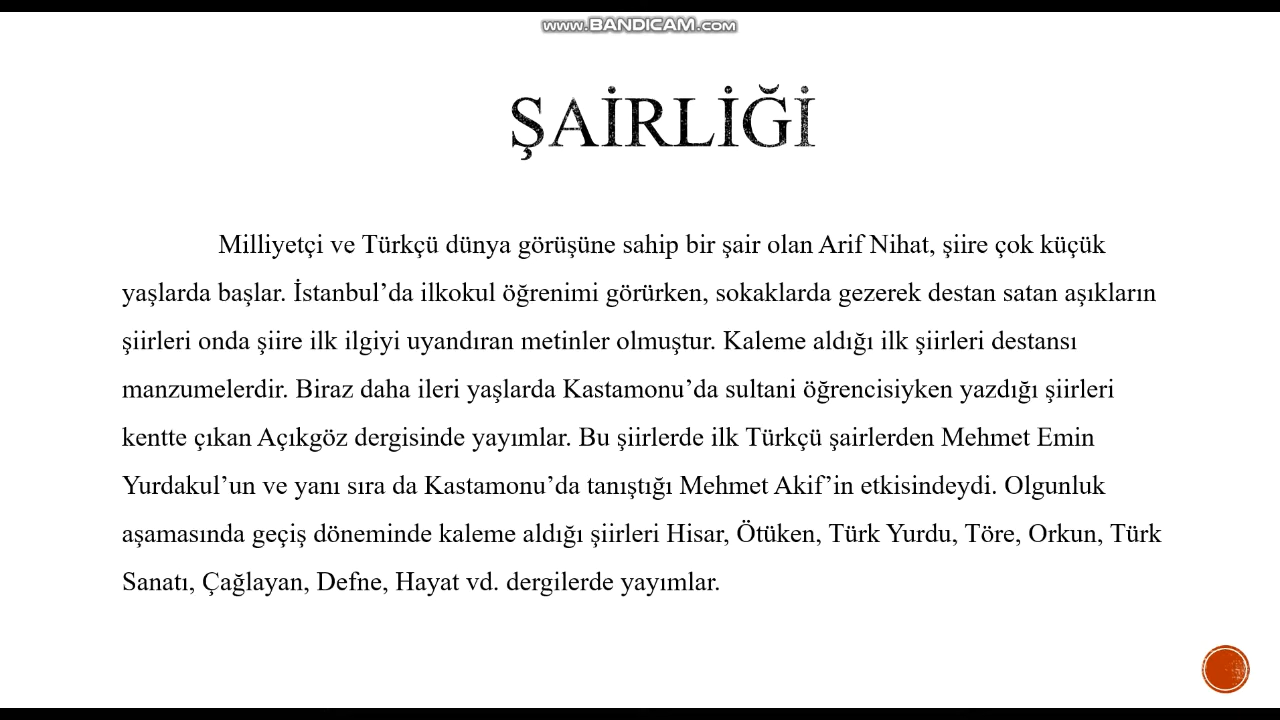 www.BANDICAM.com
ŞAİRLİĞİ
Milliyetçi ve Türkçü dünya görüşüne sahip bir şair olan Arif Nihat, şiire çok küçük
yaşlarda başlar. İstanbul’da ilkokul öğrenimi görürken, sokaklarda gezerek destan satan aşıkların
şiirleri onda şiire ilk ilgiyi uyandıran metinler olmuştur. Kaleme aldığı ilk şiirleri destansı
manzumelerdir. Biraz daha ileri yaşlarda Kastamonu’da sultani öğrencisiyken yazdığı şiirleri
kentte çıkan Açıkgöz dergisinde yayımlar. Bu şiirlerde ilk Türkçü şairlerden Mehmet Emin
Yurdakul’un ve yanı sıra da Kastamonu’da tanıştığı Mehmet Akif’in etkisindeydi. Olgunluk
aşamasında geçiş döneminde kaleme aldığı şiirleri Hisar, Ötüken, Türk Yurdu, Töre, Orkun, Türk
Sanatı, Çağlayan, Defne, Hayat vd. dergilerde yayımlar.